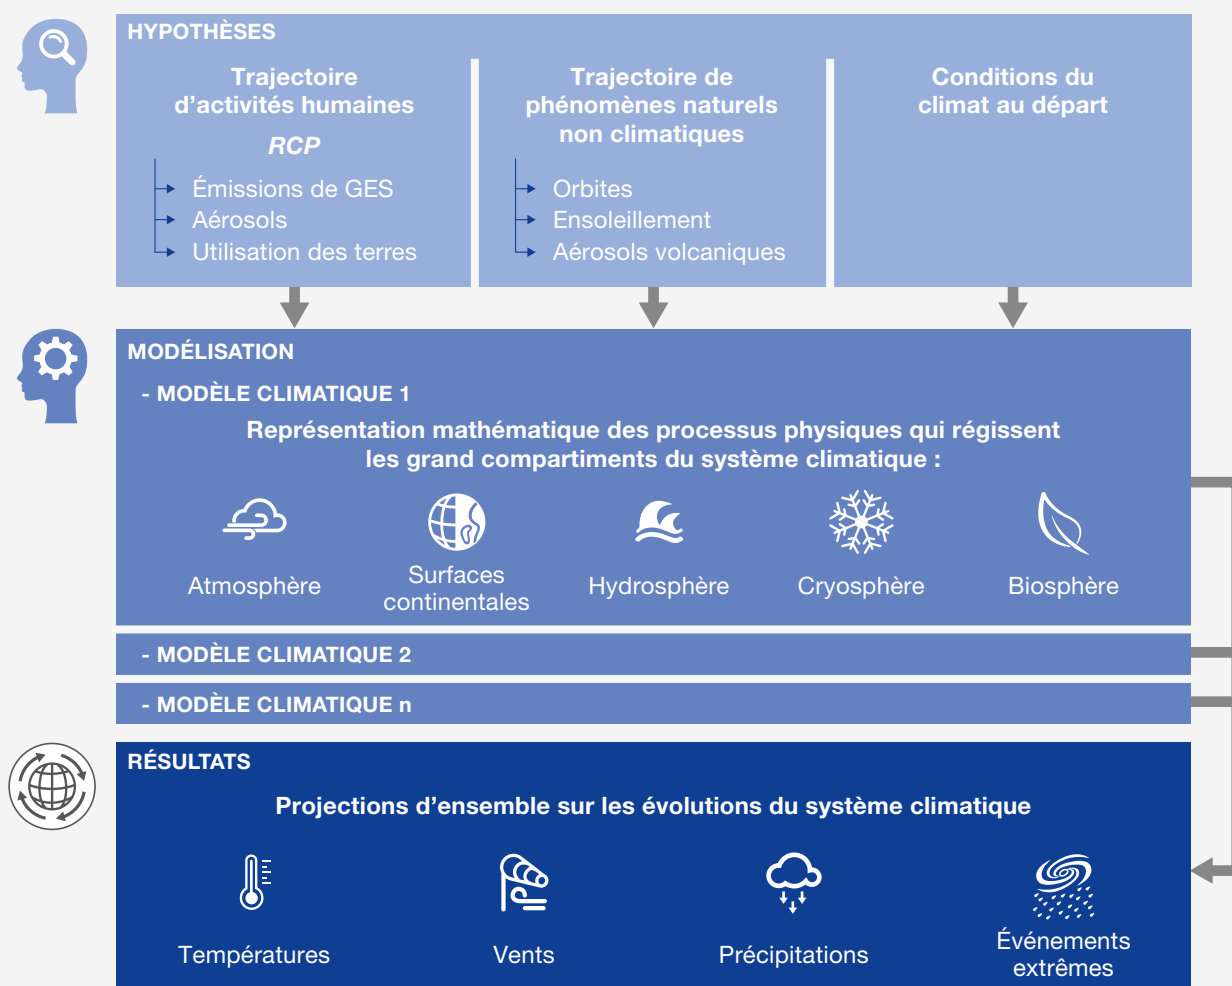 HYPOTHÈSES
Trajectoire
d'activités humaines
RCP
Émissions de GES
Aérosols
Utilisation des terres
Trajectoire de
phénomènes naturels
non climatiques
Orbites
Ensoleillement
Aérosols volcaniques
Conditions du
climat au départ
MODÉLISATION
- MODÈLE CLIMATIQUE 1
Représentation mathématique des processus physiques qui régissent
les grand compartiments du système climatique :
Atmosphère
Surfaces
continentales
Hydrosphère
Cryosphère
Biosphère
- MODÈLE CLIMATIQUE 2
- MODÈLE CLIMATIQUE n
RÉSULTATS
Projections d'ensemble sur les évolutions du système climatique
Températures
Vents
Précipitations
Événements
extrêmes